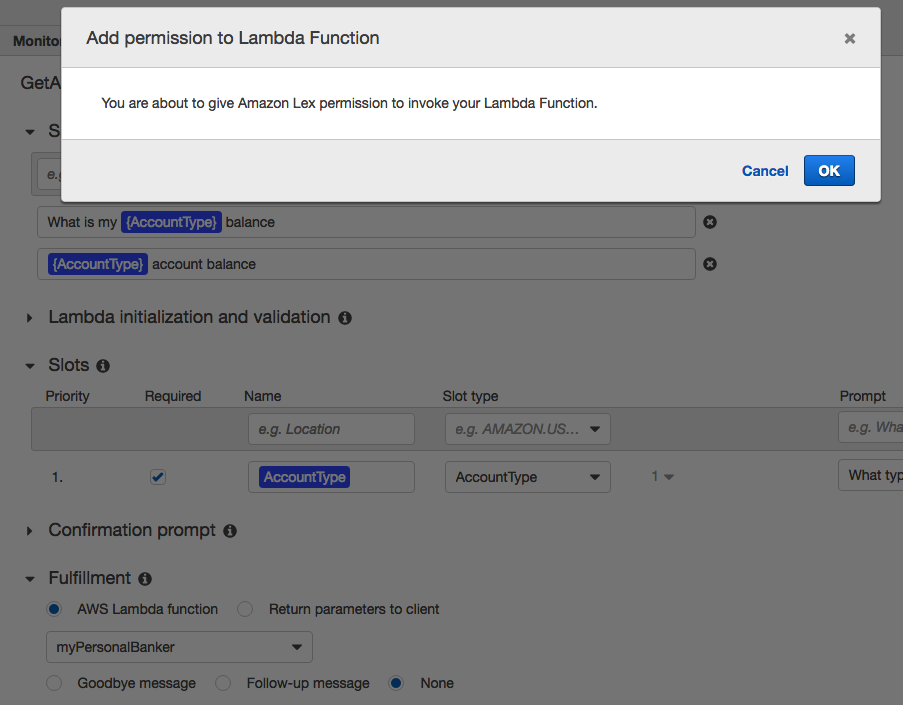 Add permission to Lambda Function
You are about to give Amazon Lex permission to invoke your Lambda Function.
Cancel OK
What is my {AccountType} balance
{AccountType} account balance
Lambda initialization and validation
Slots
Priority Required Name Slot type Prompt
e.g. Location e.g. AMAZON.US... e.g. Wha
1. AccountType AccountType 1 What typ
Confirmation prompt
Fulfillment
AWS Lambda function Return parameters to client
myPersonalBanker
Goodbye message Follow-up message None